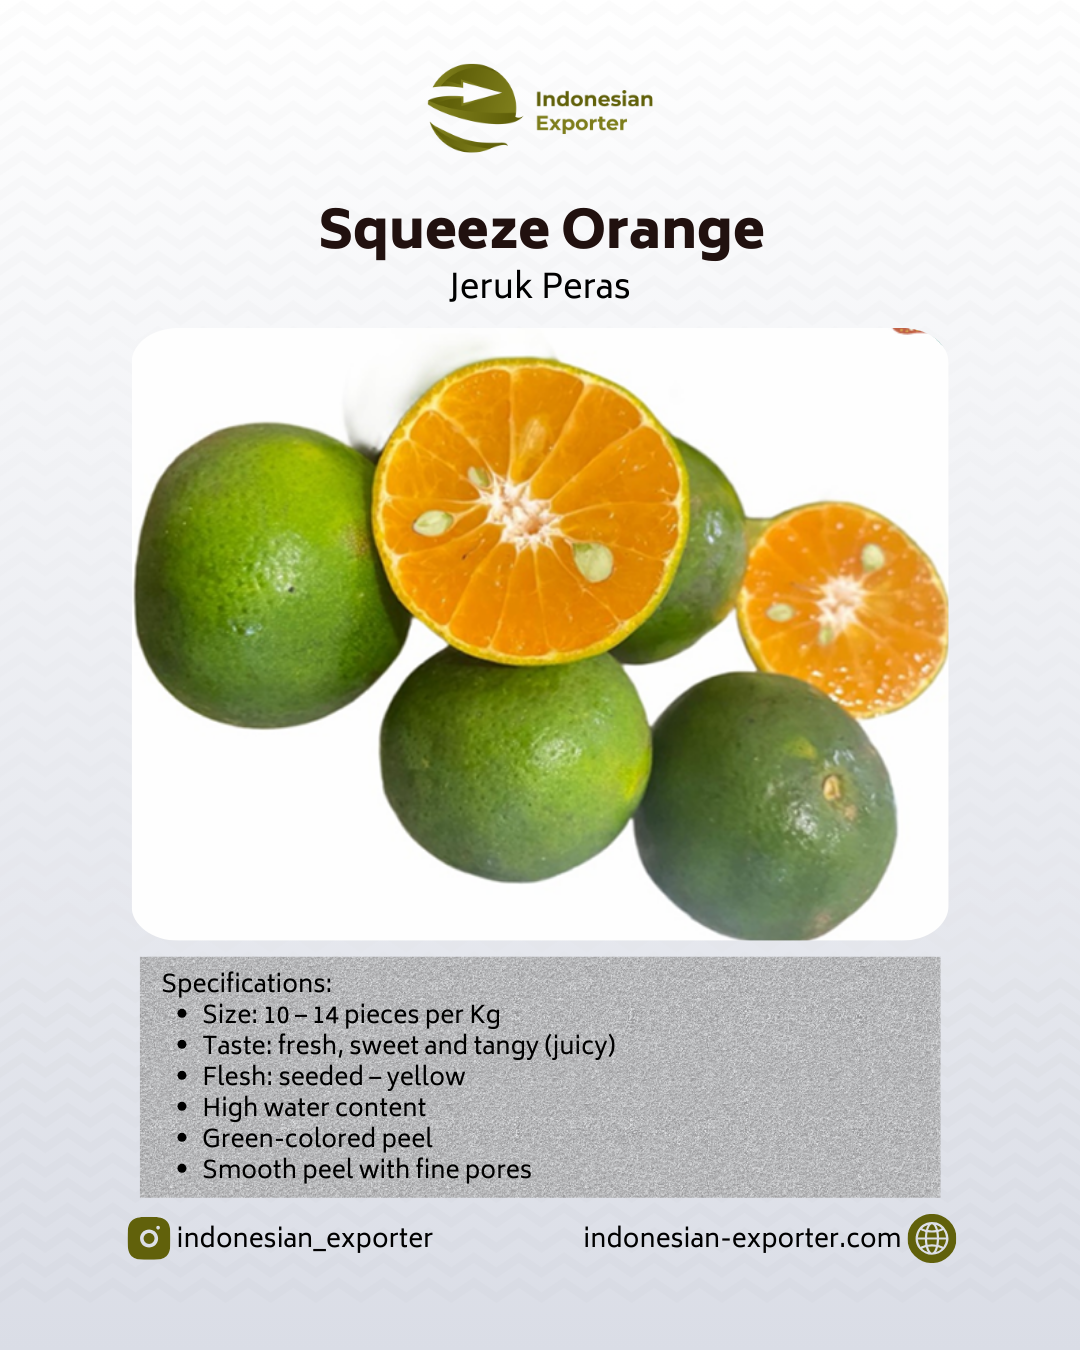 Indonesian
Exporter
Squeeze Orange
Jeruk Peras
Specifications:
• Size: 10 – 14 pieces per Kg
• Taste: fresh, sweet and tangy (juicy)
• Flesh: seeded – yellow
• High water content
• Green-colored peel
• Smooth peel with fine pores
indonesian_exporter
indonesian-exporter.com